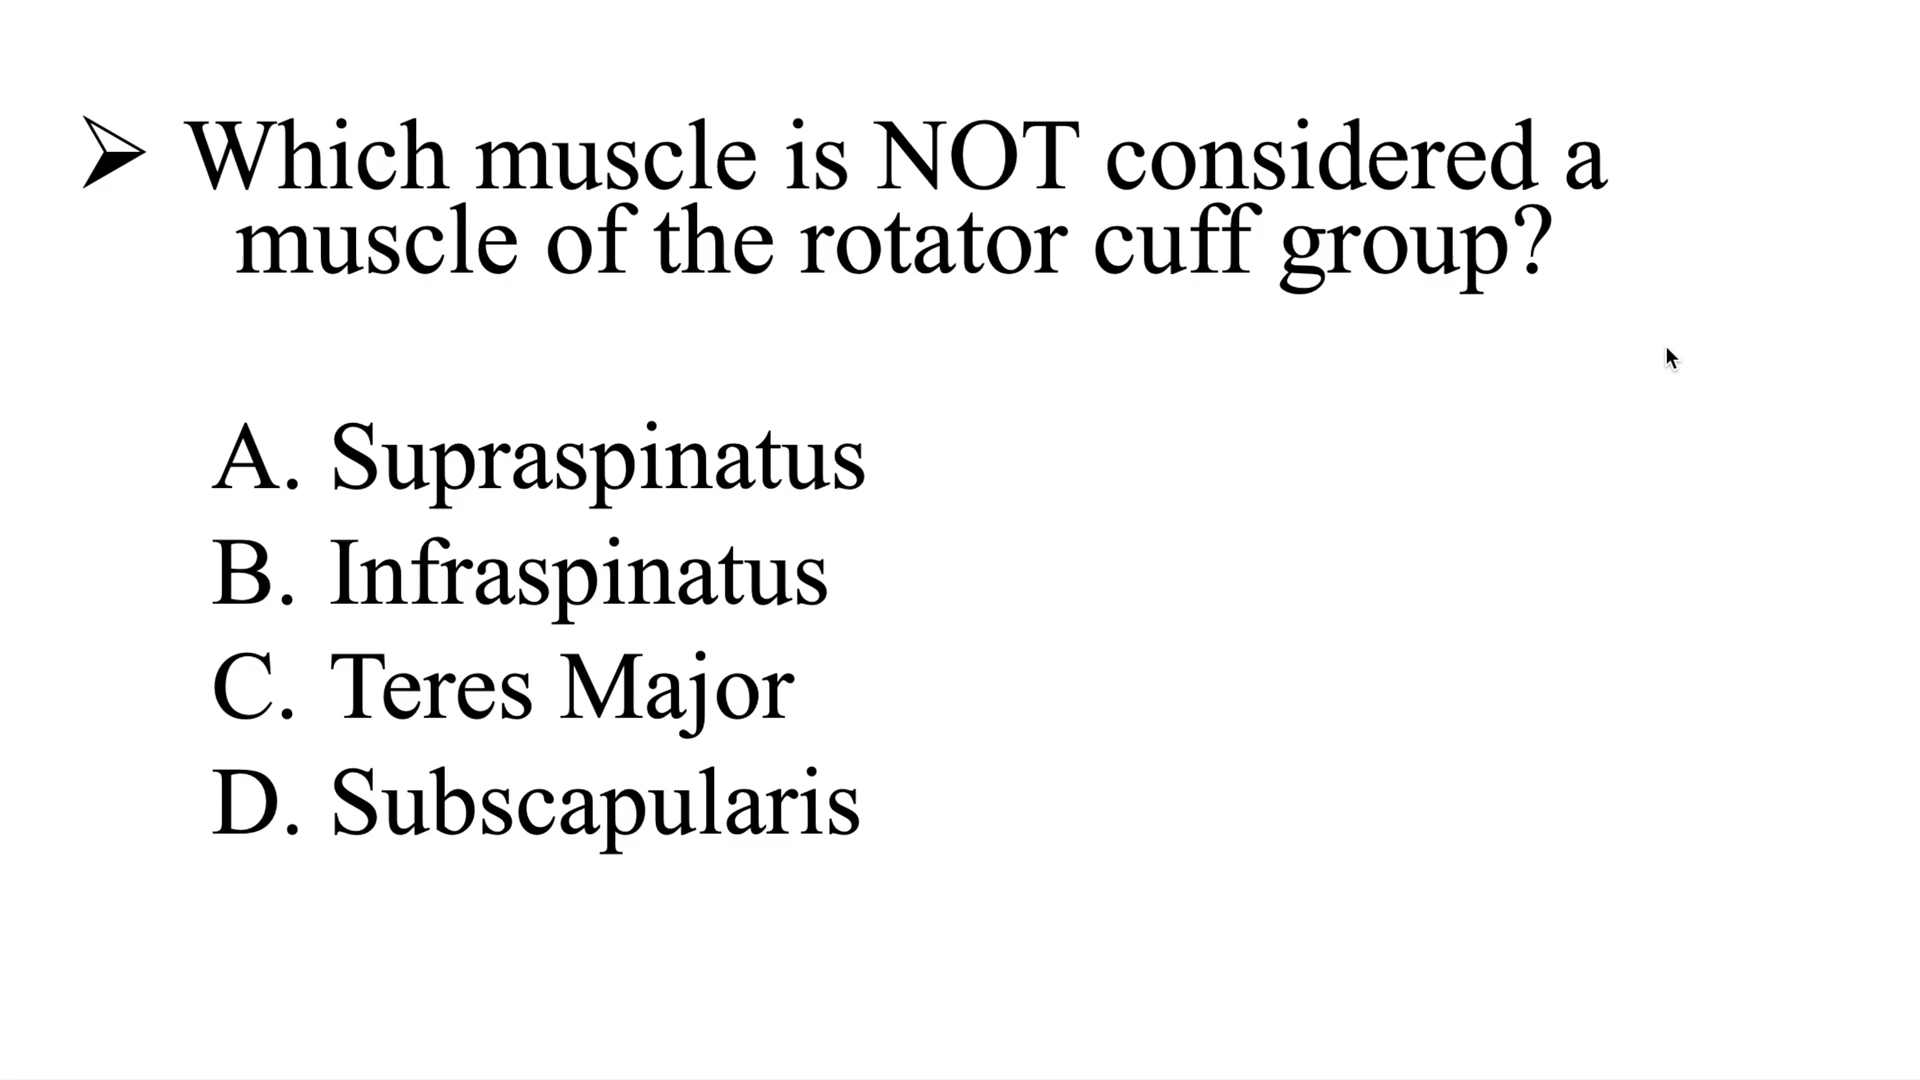 Which muscle is NOT considered a
muscle of the rotator cuff group?
A. Supraspinatus
B. Infraspinatus
C. Teres Major
D. Subscapularis